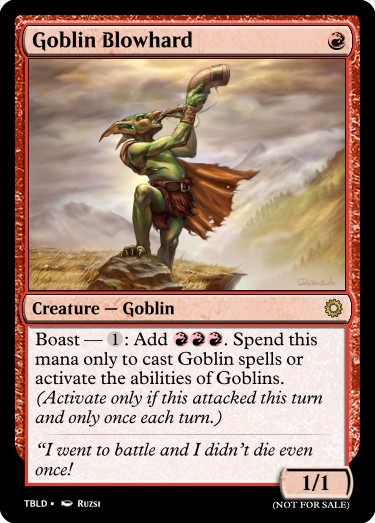 Goblin Blowhard
Creature — Goblin
Boast — 1: Add RRR. Spend this
mana only to cast Goblin spells or
activate the abilities of Goblins.
(Activate only if this attacked this turn
and only once each turn.)
“I went to battle and I didn't die even
once!
1/1
TBLD • Ruzsi
(NOT FOR SALE)